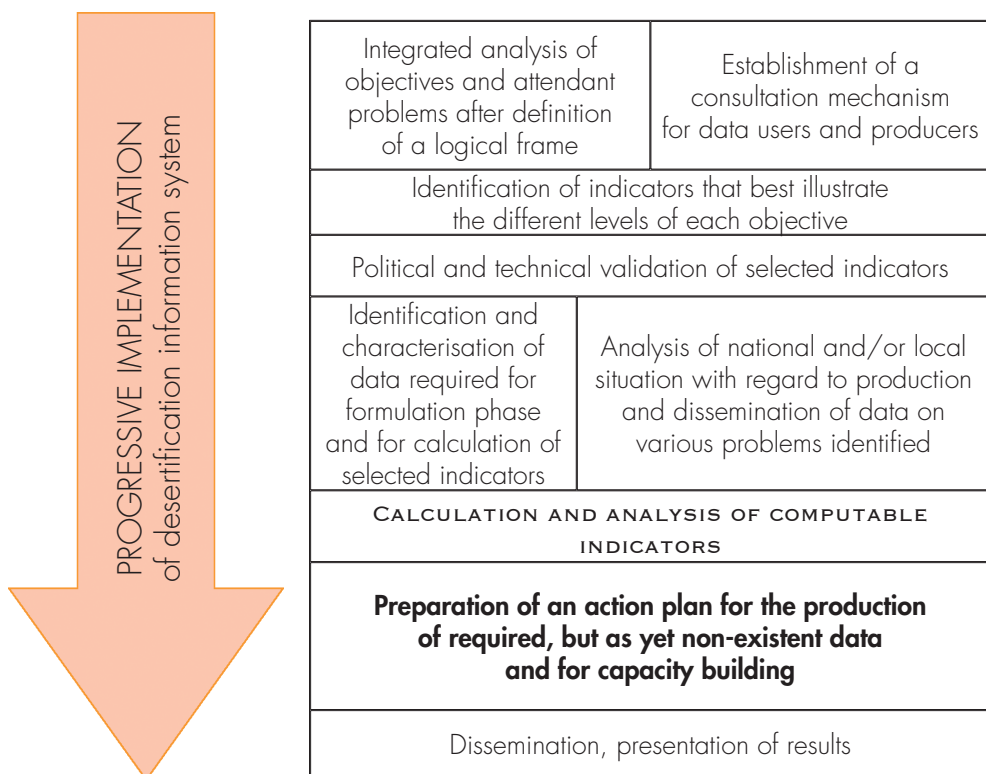 PROGRESSIVE IMPLEMENTATION
of desertification information system
Integrated analysis of
objectives and attendant
problems after definition
of a logical frame
Establishment of a
consultation mechanism
for data users and producers
Identification of indicators that best illustrate
the different levels of each objective
Political and technical validation of selected indicators
Identification and
characterisation of
data required for
formulation phase
and for calculation of
selected indicators
Analysis of national and/or local
situation with regard to production
and dissemination of data on
various problems identified
CALCULATION AND ANALYSIS OF COMPUTABLE
INDICATORS
Preparation of an action plan for the production
of required, but as yet non-existent data
and for capacity building
Dissemination, presentation of results